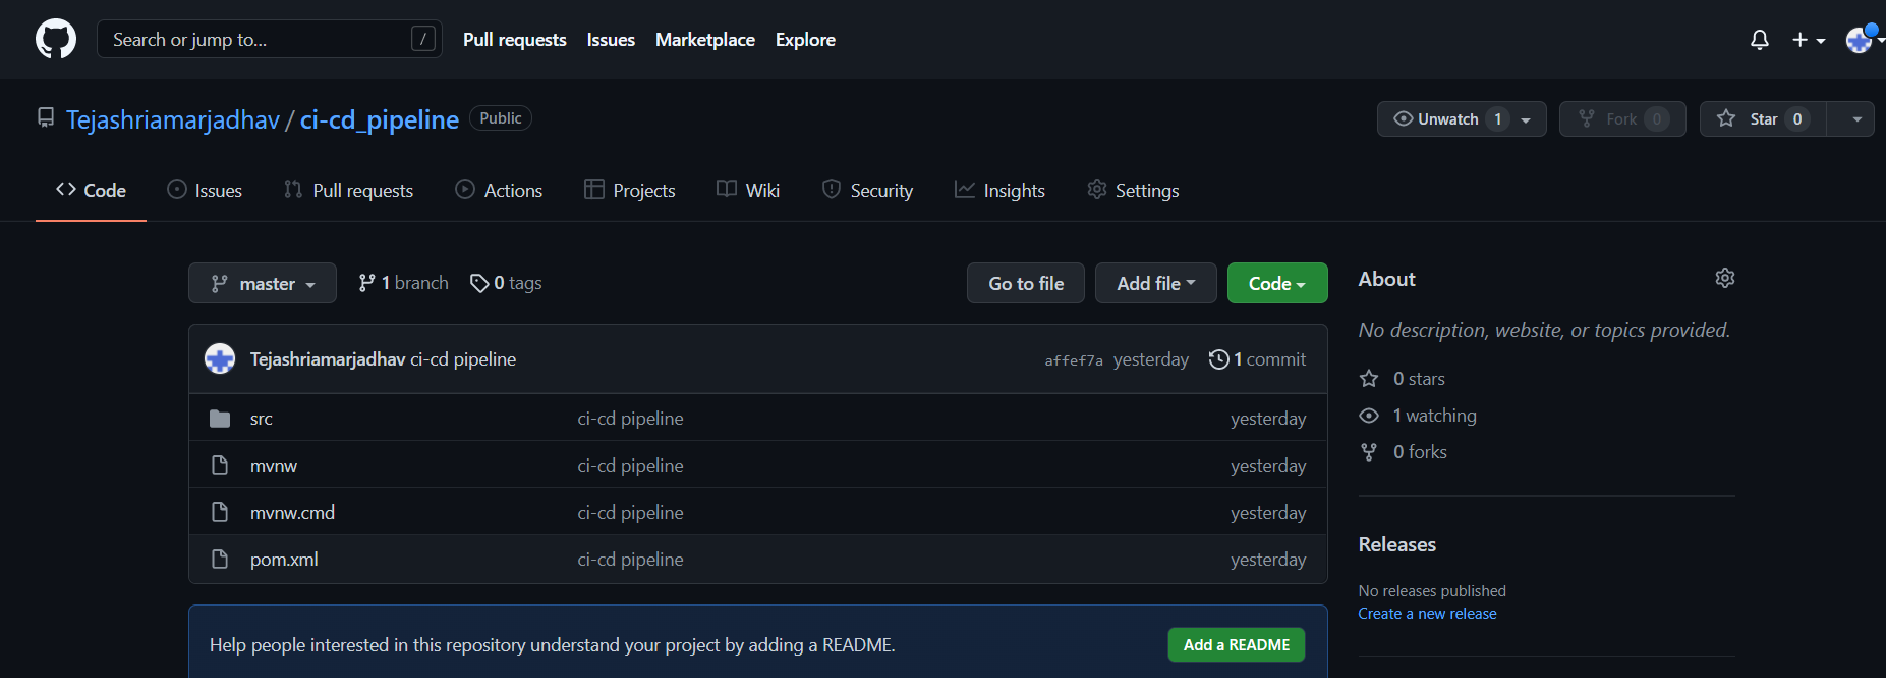 Search or jump to... / Pull requests Issues Marketplace Explore
Tejashriamarjadhav / ci-cd_pipeline Public Unwatch 1 Fork 0 Star 0
Code Issues Pull requests Actions Projects Wiki Security Insights Settings
master 1 branch 0 tags Go to file Add file Code
Tejashriamarjadhav ci-cd pipeline affef7a yesterday 1 commit
src ci-cd pipeline yesterday
mvnw ci-cd pipeline yesterday
mvnw.cmd ci-cd pipeline yesterday
pom.xml ci-cd pipeline yesterday
Help people interested in this repository understand your project by adding a README. Add a README
About
No description, website, or topics provided.
0 stars
1 watching
0 forks
Releases
No releases published
Create a new release